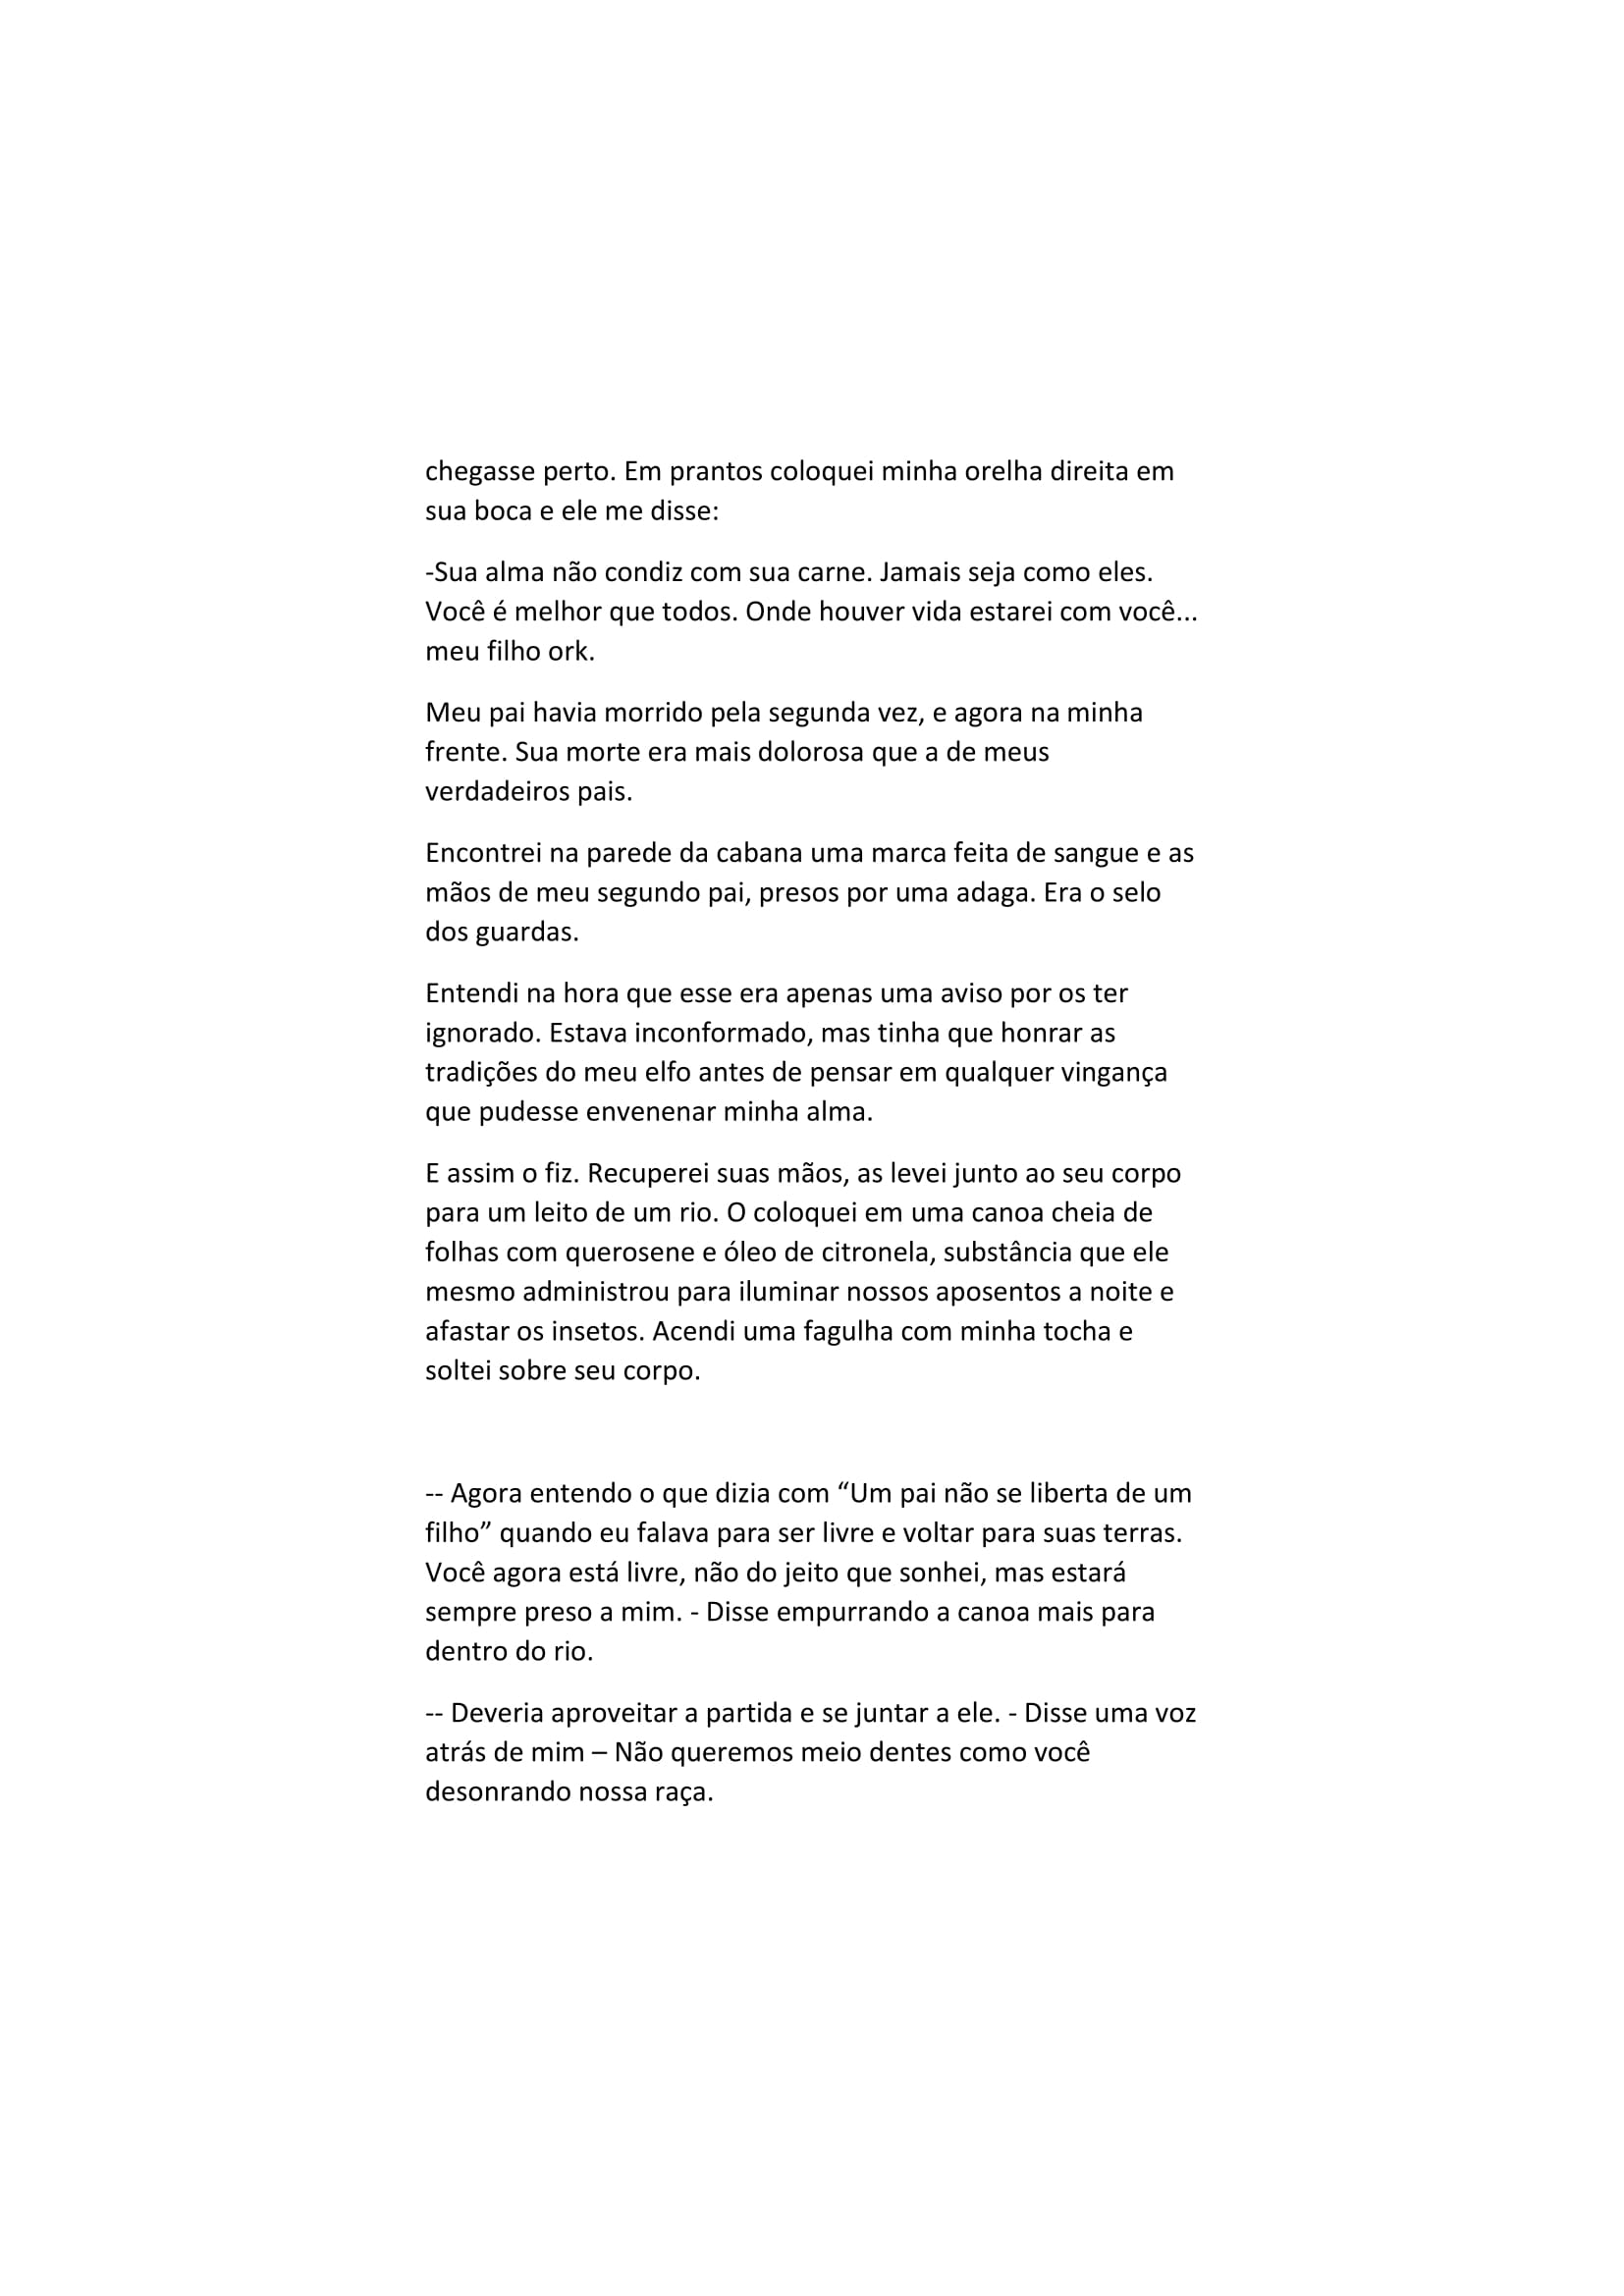 chegasse perto. Em prantos coloquei minha orelha direita em
sua boca e ele me disse:
-Sua alma não condiz com sua carne. Jamais seja como eles.
Você é melhor que todos. Onde houver vida estarei com você...
meu filho ork.
Meu pai havia morrido pela segunda vez, e agora na minha
frente. Sua morte era mais dolorosa que a de meus
verdadeiros pais.
Encontrei na parede da cabana uma marca feita de sangue e as
mãos de meu segundo pai, presos por uma adaga. Era o selo
dos guardas.
Entendi na hora que esse era apenas uma aviso por os ter
ignorado. Estava inconformado, mas tinha que honrar as
tradições do meu elfo antes de pensar em qualquer vingança
que pudesse envenenar minha alma.
E assim o fiz. Recuperei suas mãos, as levei junto ao seu corpo
para um leito de um rio. O coloquei em uma canoa cheia de
folhas com querosene e óleo de citronela, substância que ele
mesmo administrou para iluminar nossos aposentos a noite e
afastar os insetos. Acendi uma fagulha com minha tocha e
soltei sobre seu corpo.
-- Agora entendo o que dizia com “Um pai não se liberta de um
filho” quando eu falava para ser livre e voltar para suas terras.
Você agora está livre, não do jeito que sonhei, mas estará
sempre preso a mim. - Disse empurrando a canoa mais para
dentro do rio.
-- Deveria aproveitar a partida e se juntar a ele. - Disse uma voz
atrás de mim – Não queremos meio dentes como você
desonrando nossa raça.